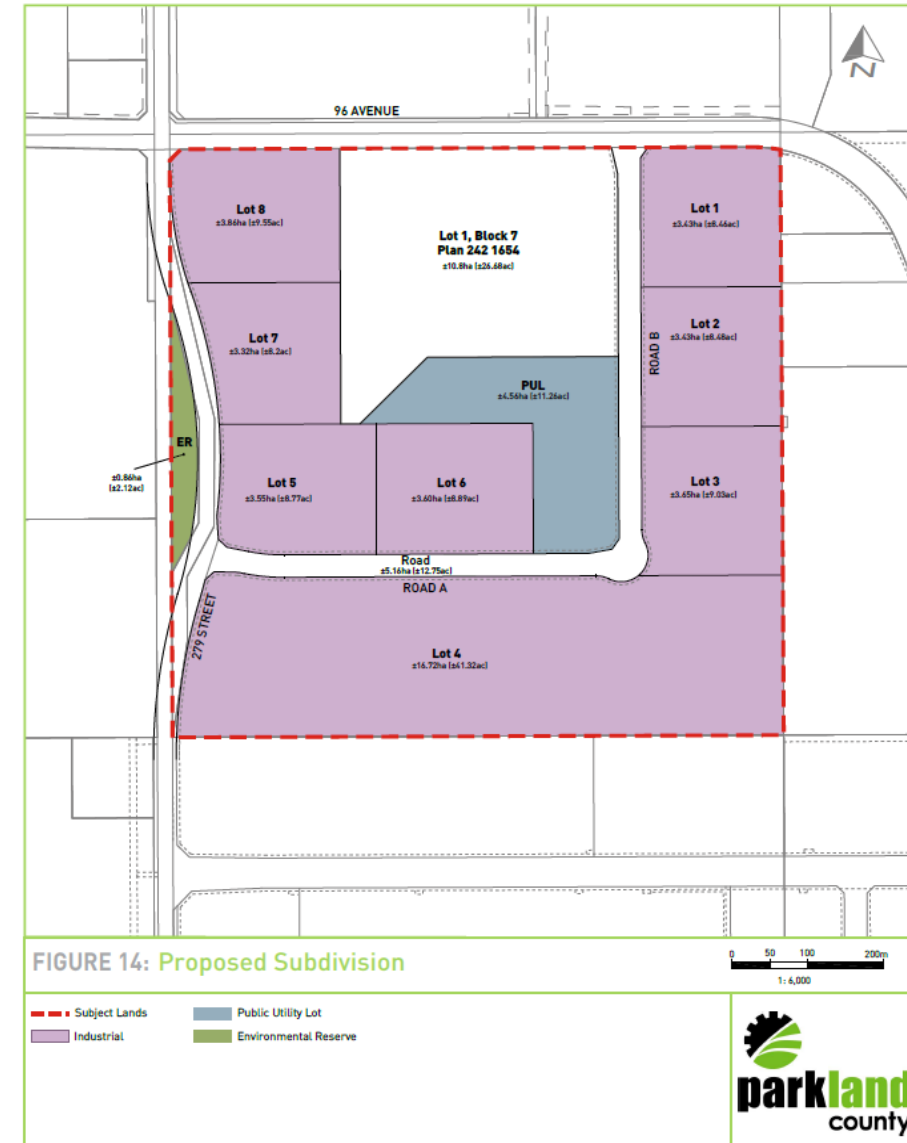 96 AVENUE
N
Lot 8
±3.86ha (±9.55ac)
Lot 1, Block 7
Plan 242 1654
±10.8ha (±26.68ac)
Lot 1
±3.43ha (±8.46ac)
Lot 7
±3.32ha (±8.2ac)
Lot 2
±3.43ha (±8.48ac)
ROAD B
PUL
±4.56ha (±11.26ac)
ER
±0.86ha
(±2.12ac)
Lot 5
±3.55ha (±8.77ac)
Lot 6
±3.60ha (±8.89ac)
Lot 3
±3.65ha (±9.03ac)
Road
±5.16ha (±12.75ac)
ROAD A
279 STREET
Lot 4
±16.72ha (±41.32ac)
FIGURE 14: Proposed Subdivision
0 50 100 200m
1: 6,000
Subject Lands
Public Utility Lot
Industrial
Environmental Reserve
parkland
county